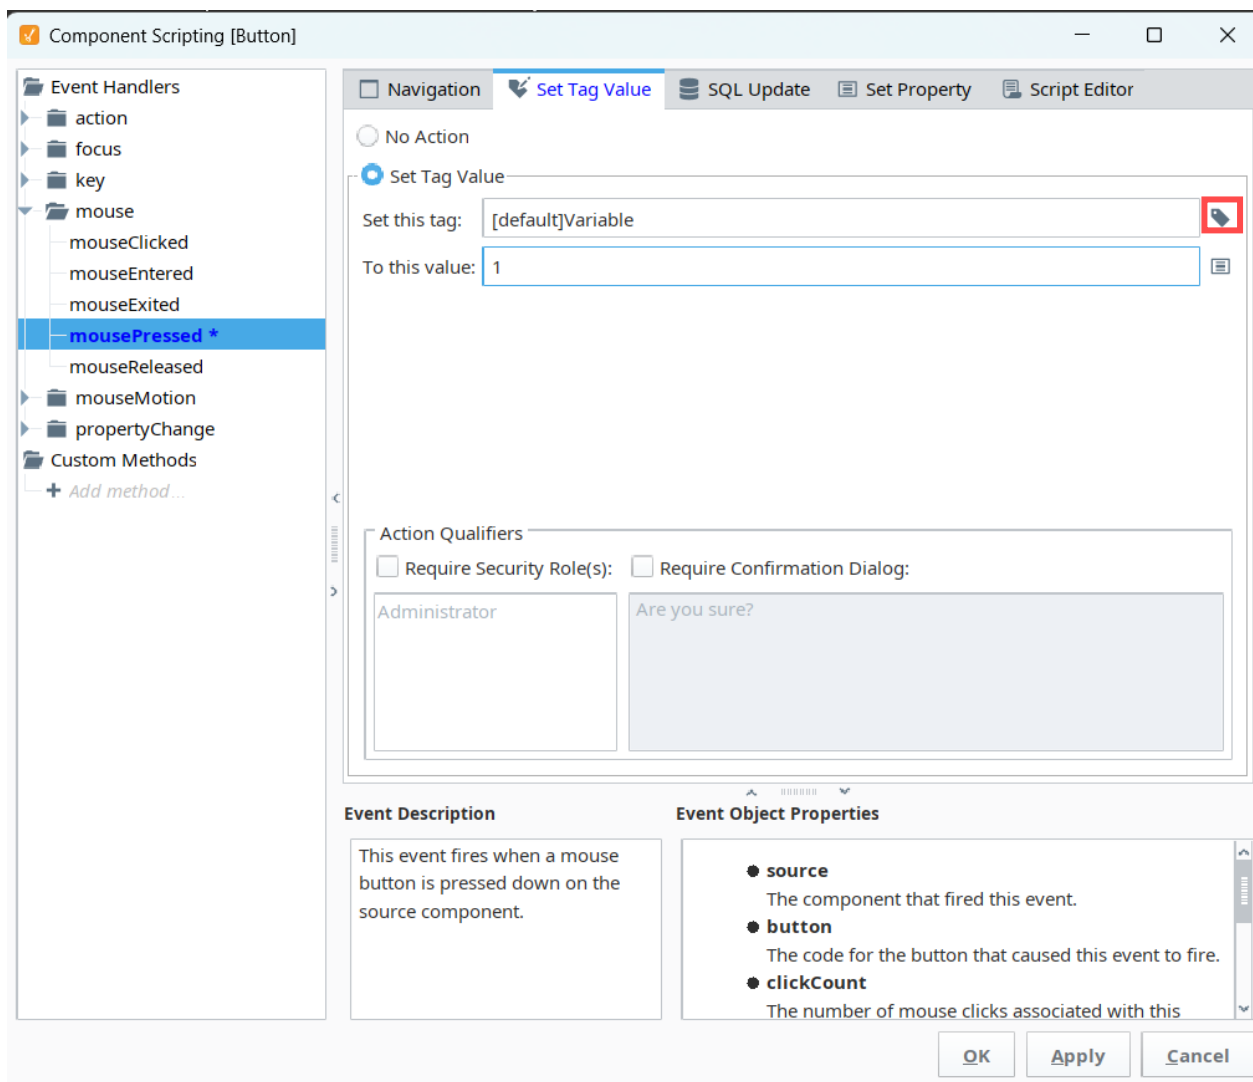 Component Scripting [Button]
Event Handlers
action
focus
key
mouse
mouseClicked
mouseEntered
mouseExited
mousePressed *
mouseReleased
mouseMotion
propertyChange
Custom Methods
Add method...
Navigation
Set Tag Value
SQL Update
Set Property
Script Editor
No Action
Set Tag Value
Set this tag: [default]Variable
To this value: 1
Action Qualifiers
Require Security Role(s):
Require Confirmation Dialog:
Administrator
Are you sure?
Event Description
This event fires when a mouse
button is pressed down on the
source component.
Event Object Properties
source
The component that fired this event.
button
The code for the button that caused this event to fire.
clickCount
The number of mouse clicks associated with this
OK
Apply
Cancel